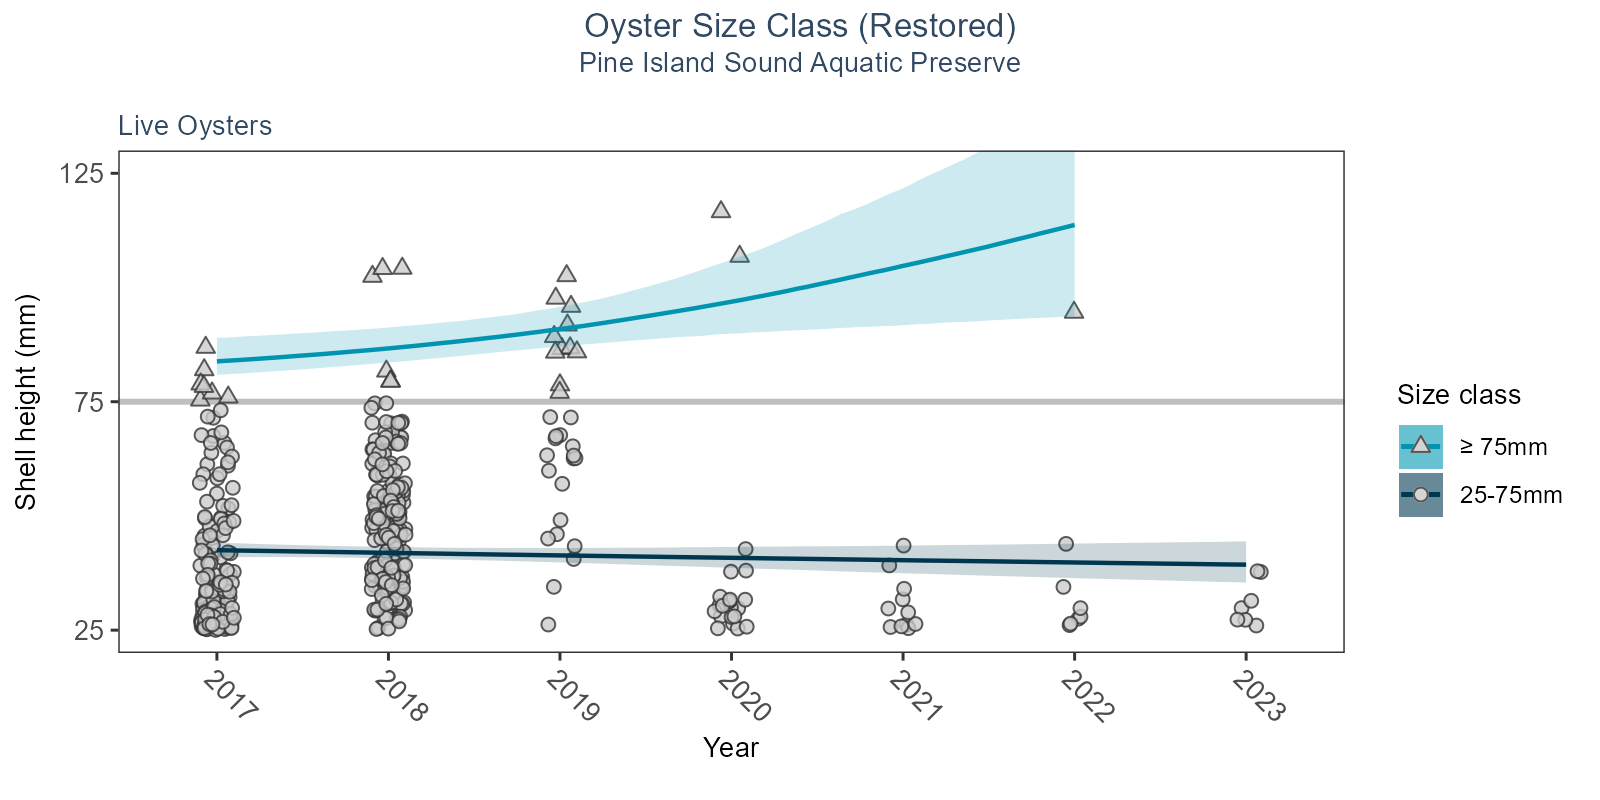 Oyster Size Class (Restored)
Pine Island Sound Aquatic Preserve
Live Oysters
125
75
25
Shell height (mm)
2017
2018
2019
2020
2021
2022
2023
Year
Size class
≥ 75mm
25-75mm